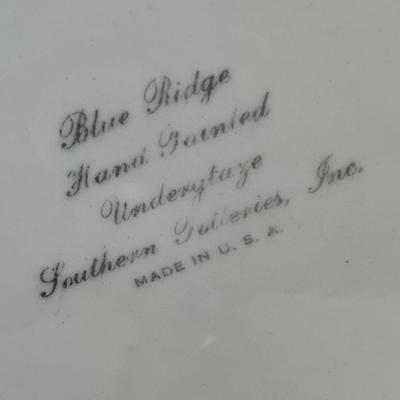 Blue Ridge
Hand Painted
Underglaze
Southern Potteries, Inc.
MADE IN U. S. A.